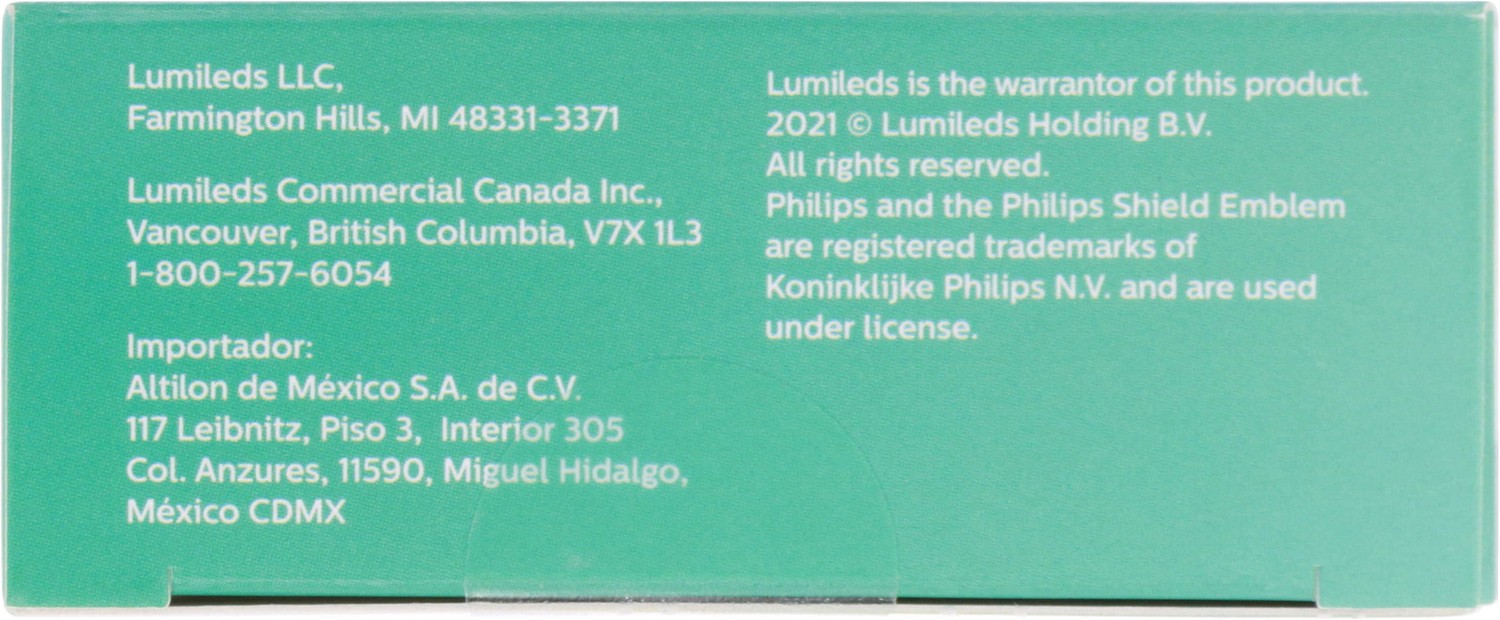 Lumileds LLC,
Farmington Hills, MI 48331-3371
Lumileds Commercial Canada Inc.,
Vancouver, British Columbia, V7X 1L3
1-800-257-6054
Importador:
Altilon de México S.A. de C.V.
117 Leibnitz, Piso 3, Interior 305
Col. Anzures, 11590, Miguel Hidalgo,
México CDMX
Lumileds is the warrantor of this product.
2021 © Lumileds Holding B.V.
All rights reserved.
Philips and the Philips Shield Emblem
are registered trademarks of
Koninklijke Philips N.V. and are used
under license.